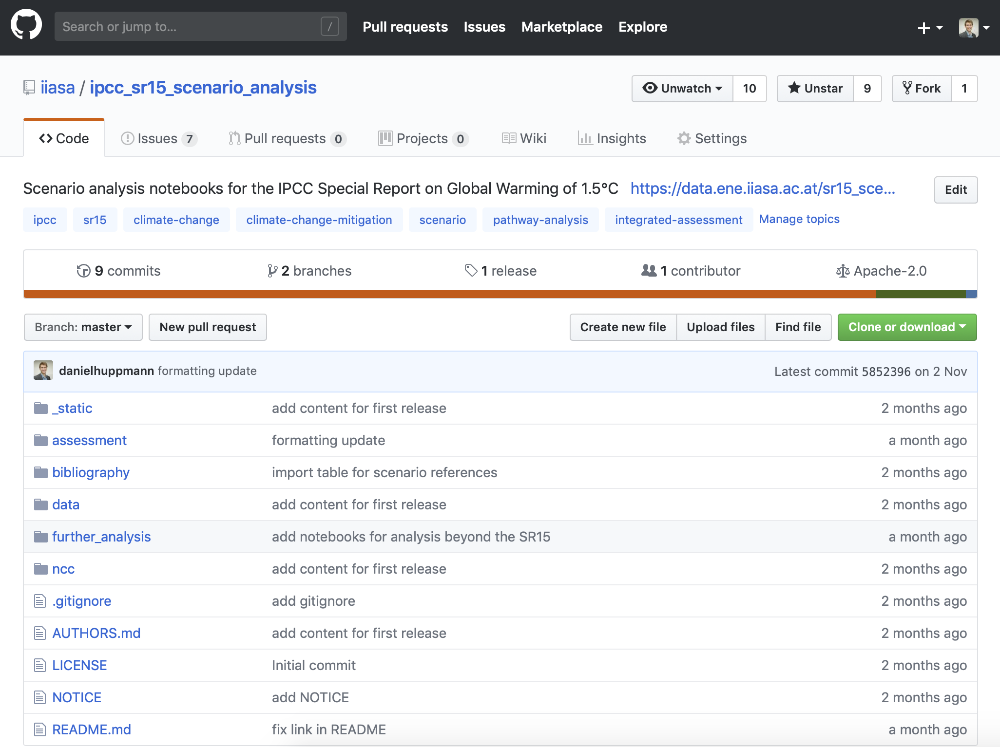 Search or jump to... / Pull requests Issues Marketplace Explore
iiasa / ipcc_sr15_scenario_analysis Unwatch 10 Unstar 9 Fork 1
Code Issues 7 Pull requests 0 Projects 0 Wiki Insights Settings
Scenario analysis notebooks for the IPCC Special Report on Global Warming of 1.5°C https://data.ene.iiasa.ac.at/sr15_sce... Edit
ipcc sr15 climate-change climate-change-mitigation scenario pathway-analysis integrated-assessment Manage topics
9 commits 2 branches 1 release 1 contributor Apache-2.0
Branch: master New pull request Create new file Upload files Find file Clone or download
danielhuppmann formatting update Latest commit 5852396 on 2 Nov
_static add content for first release 2 months ago
assessment formatting update a month ago
bibliography import table for scenario references 2 months ago
data add content for first release 2 months ago
further_analysis add notebooks for analysis beyond the SR15 a month ago
ncc add content for first release 2 months ago
.gitignore add gitignore 2 months ago
AUTHORS.md add content for first release 2 months ago
LICENSE Initial commit 2 months ago
NOTICE add NOTICE 2 months ago
README.md fix link in README a month ago